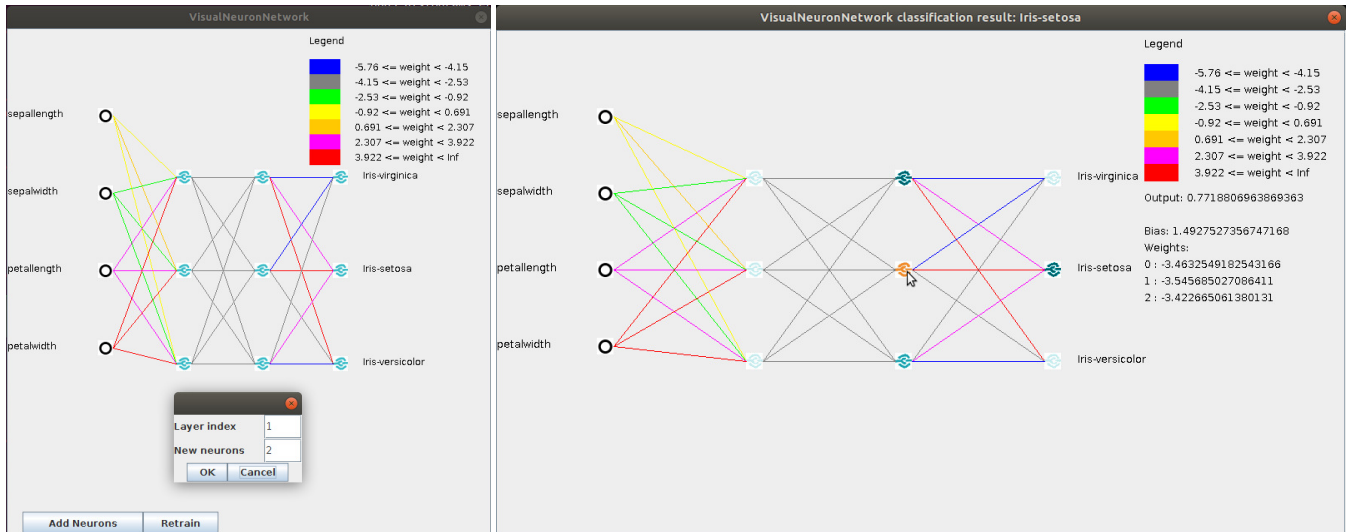 VisualNeuronNetwork
Legend
-5.76 <= weight < -4.15
-4.15 <= weight < -2.53
-2.53 <= weight < -0.92
-0.92 <= weight < 0.691
0.691 <= weight < 2.307
2.307 <= weight < 3.922
3.922 <= weight < Inf
sepallength
sepalwidth
petallength
petalwidth
Iris-virginica
Iris-setosa
Iris-versicolor
Layer index 1
New neurons 2
OK Cancel
Add Neurons Retrain
VisualNeuronNetwork classification result: Iris-setosa
Legend
-5.76 <= weight < -4.15
-4.15 <= weight < -2.53
-2.53 <= weight < -0.92
-0.92 <= weight < 0.691
0.691 <= weight < 2.307
2.307 <= weight < 3.922
3.922 <= weight < Inf
sepallength
sepalwidth
petallength
petalwidth
Iris-virginica
Iris-setosa
Iris-versicolor
Output: 0.7718806963869363
Bias: 1.4927527356747168
Weights:
0 : -3.4632549182543166
1 : -3.545685027086411
2 : -3.422665061380131